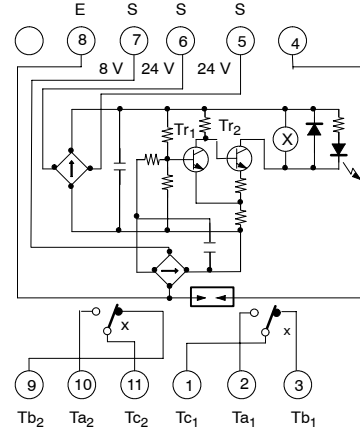 E S S S
8 7 6 5 4
8 V 24 V 24 V
Tr1 Tr2
X
x x
9 10 11 1 2 3
Tb2 Ta2 Tc2 Tc1 Ta1 Tb1